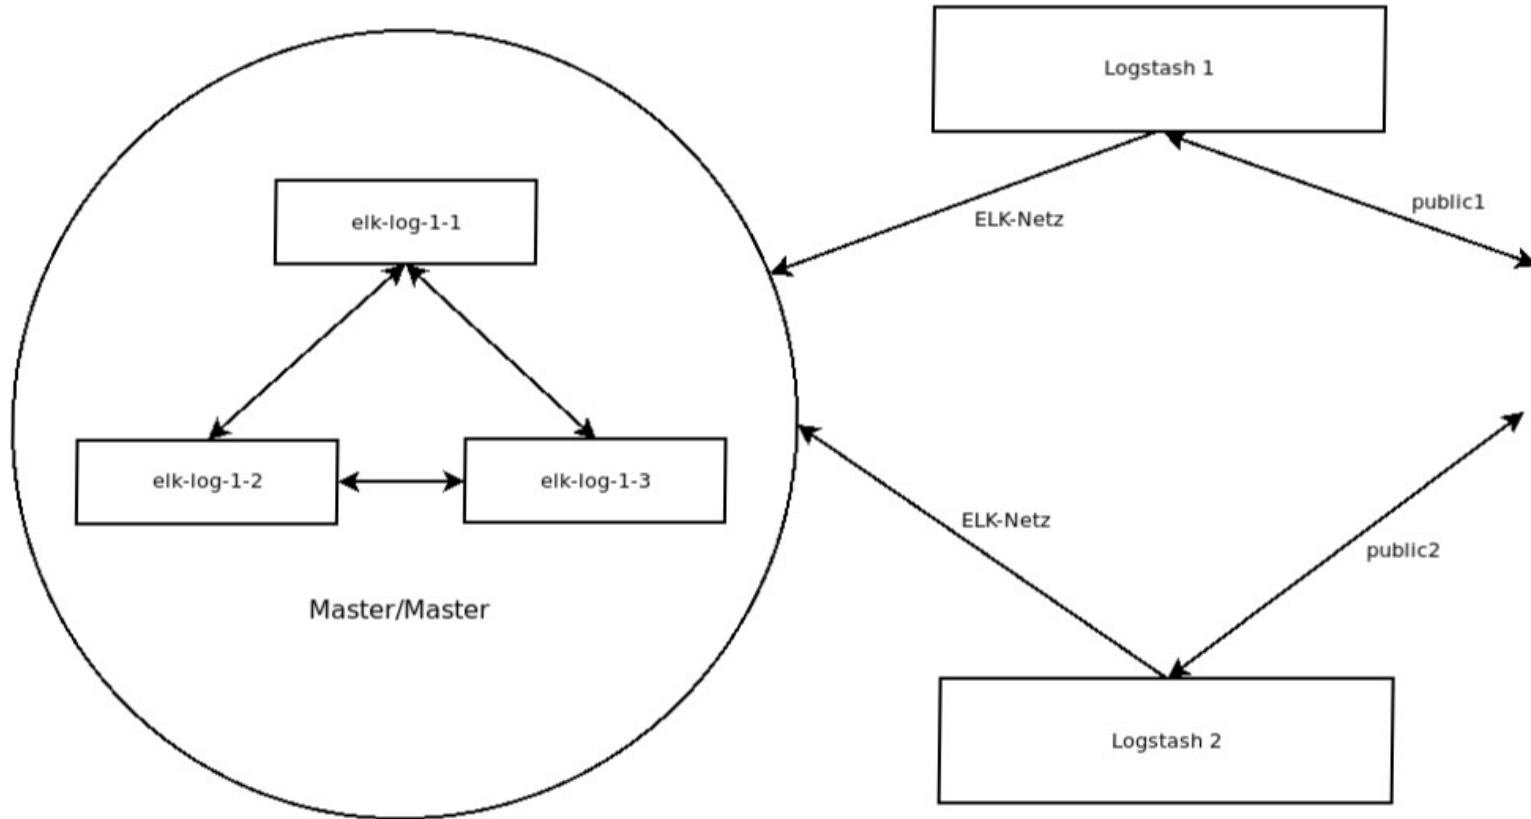 Logstash 1
public1
ELK-Netz
elk-log-1-1
elk-log-1-2
elk-log-1-3
ELK-Netz
public2
Master/Master
Logstash 2